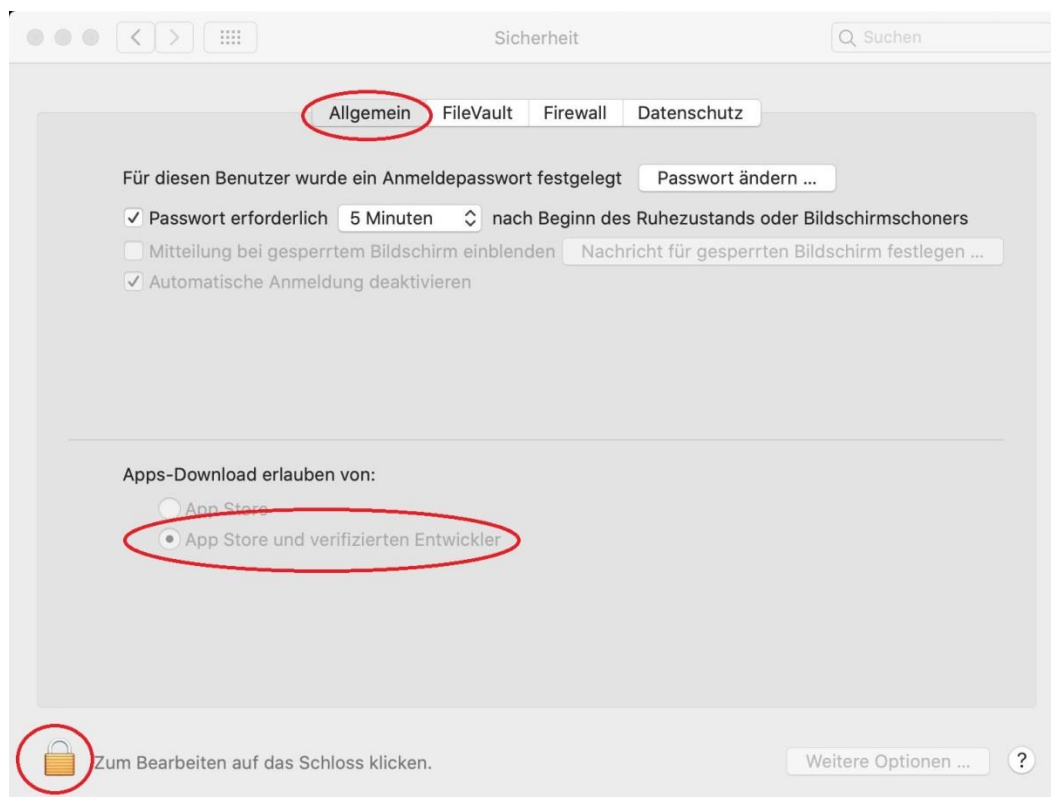 Sicherheit
Suchen
Allgemein FileVault Firewall Datenschutz
Für diesen Benutzer wurde ein Anmeldepasswort festgelegt Passwort ändern ...
Passwort erforderlich 5 Minuten nach Beginn des Ruhezustands oder Bildschirmschoners
Mitteilung bei gesperrtem Bildschirm einblenden Nachricht für gesperrten Bildschirm festlegen ...
Automatische Anmeldung deaktivieren
Apps-Download erlauben von:
App Store
App Store und verifizierten Entwickler
Zum Bearbeiten auf das Schloss klicken.
Weitere Optionen ... ?